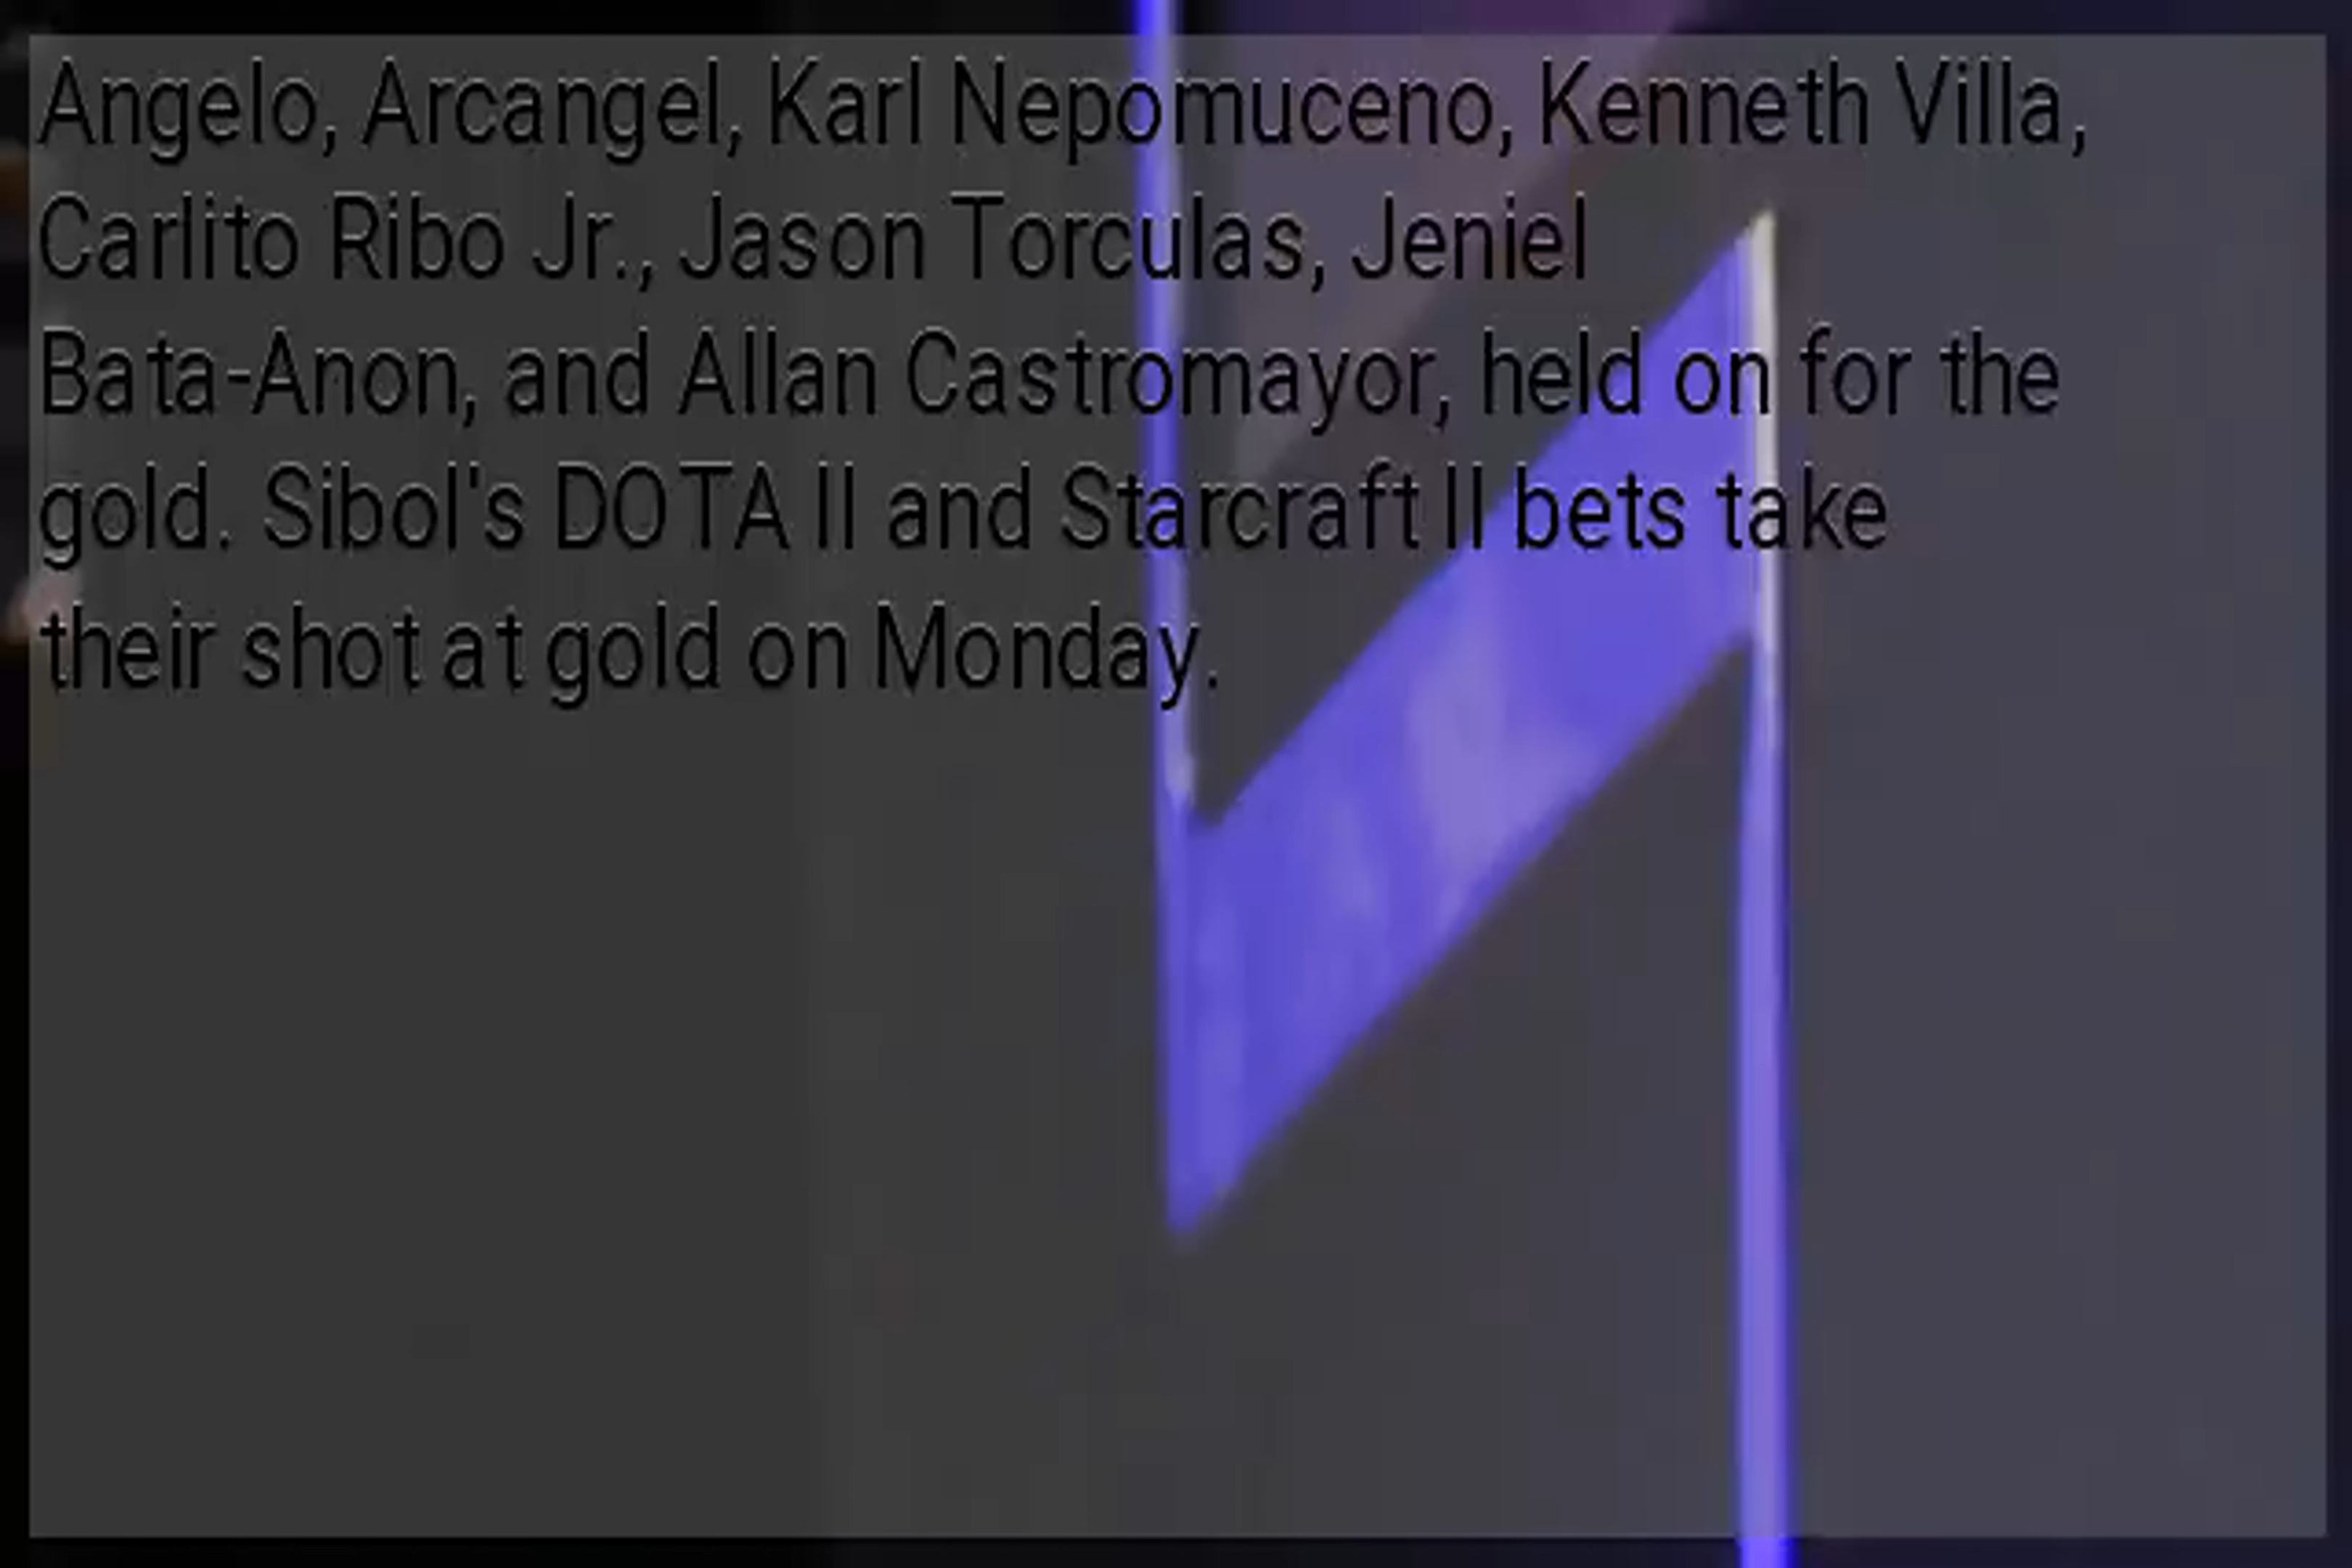 Angelo, Arcangel, Karl Nepomuceno, Kenneth Villa,
Carlito Ribo Jr., Jason Torculas, Jeniel
Bata-Anon, and Allan Castromayor, held on for the
gold. Sibol's DOTA II and Starcraft II bets take
their shot at gold on Monday.